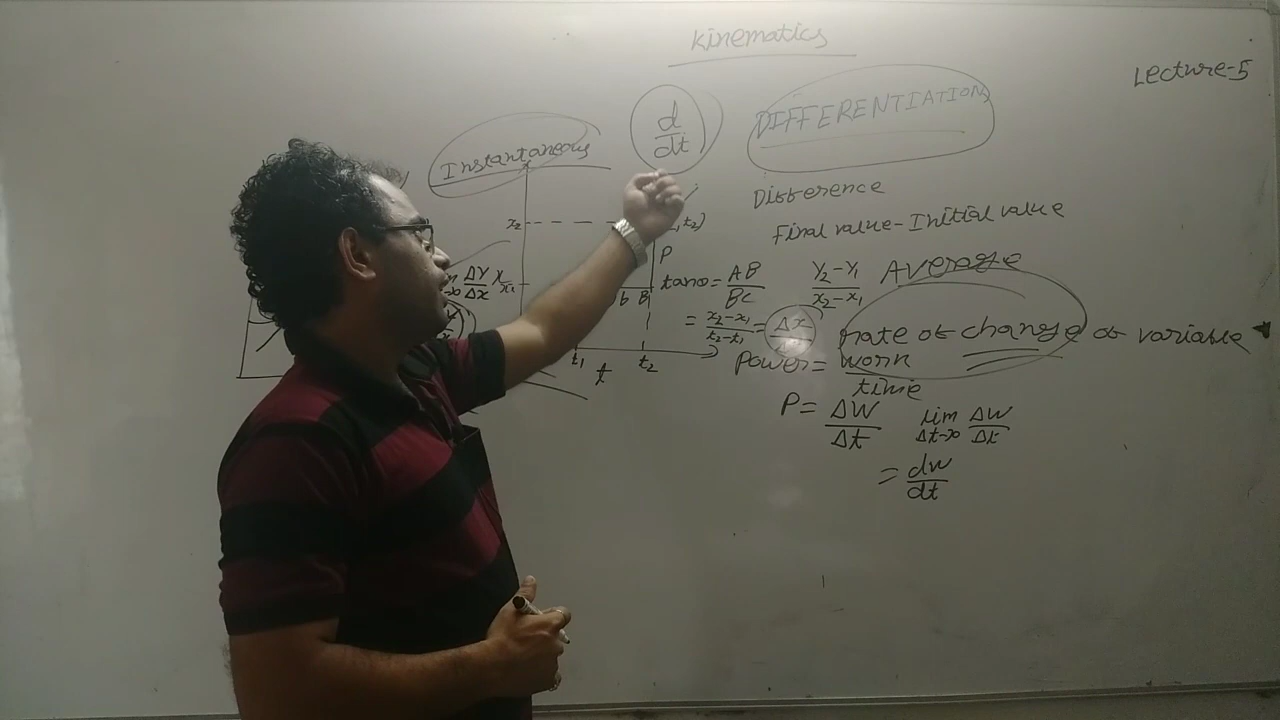 Kinematics
Lecture-5
d
dt
DIFFERENTIATION
Instantaneous
x
Difference
x₂
, t₂)
Final value - Initial value
P
ΔY
Δx
x₁
b B
tanθ = AB
BC
Y₂-Y₁
x₂-x₁
Average
= x₂-x₁
t₂-t₁
= Δx
rate of change of variable
t₁
t₂
t
Power = work
time
P = ΔW
Δt
lim
Δt→0
ΔW
Δt
= dw
dt